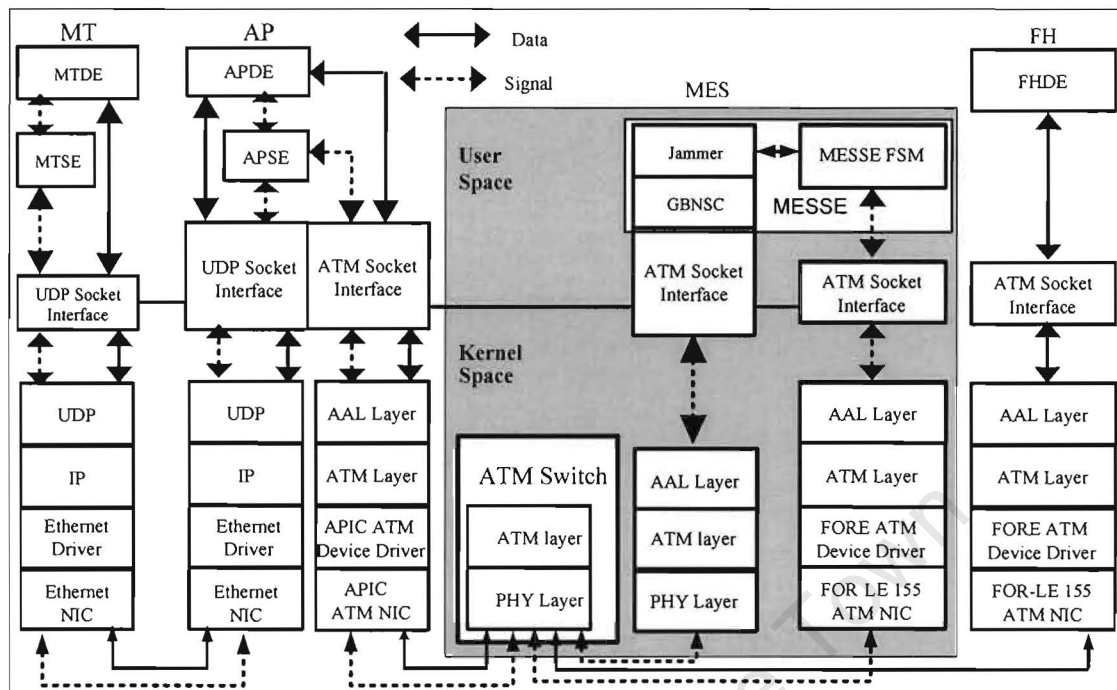 MT
AP
Data
Signal
FH
MTDE
APDE
FHDE
MES
MTSE
APSE
User
Space
Jammer
GBNSC
MESSE FSM
MESSE
UDP Socket
Interface
UDP Socket
Interface
ATM Socket
Interface
ATM Socket
Interface
ATM Socket
Interface
ATM Socket
Interface
Kernel
Space
UDP
IP
Ethernet
Driver
Ethernet
NIC
UDP
IP
Ethernet
Driver
Ethernet
NIC
AAL Layer
ATM Layer
APIC ATM
Device Driver
APIC
ATM NIC
ATM Switch
ATM layer
PHY Layer
AAL Layer
ATM layer
PHY Layer
AAL Layer
ATM Layer
FORE ATM
Device Driver
FOR LE 155
ATM NIC
AAL Layer
ATM Layer
FORE ATM
Device Driver
FOR-LE 155
ATM NIC
e Town